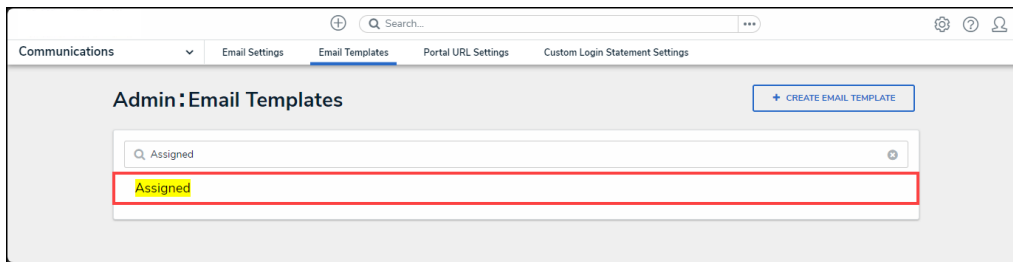 Search...
Communications Email Settings Email Templates Portal URL Settings Custom Login Statement Settings
Admin:Email Templates
+ CREATE EMAIL TEMPLATE
Assigned
Assigned